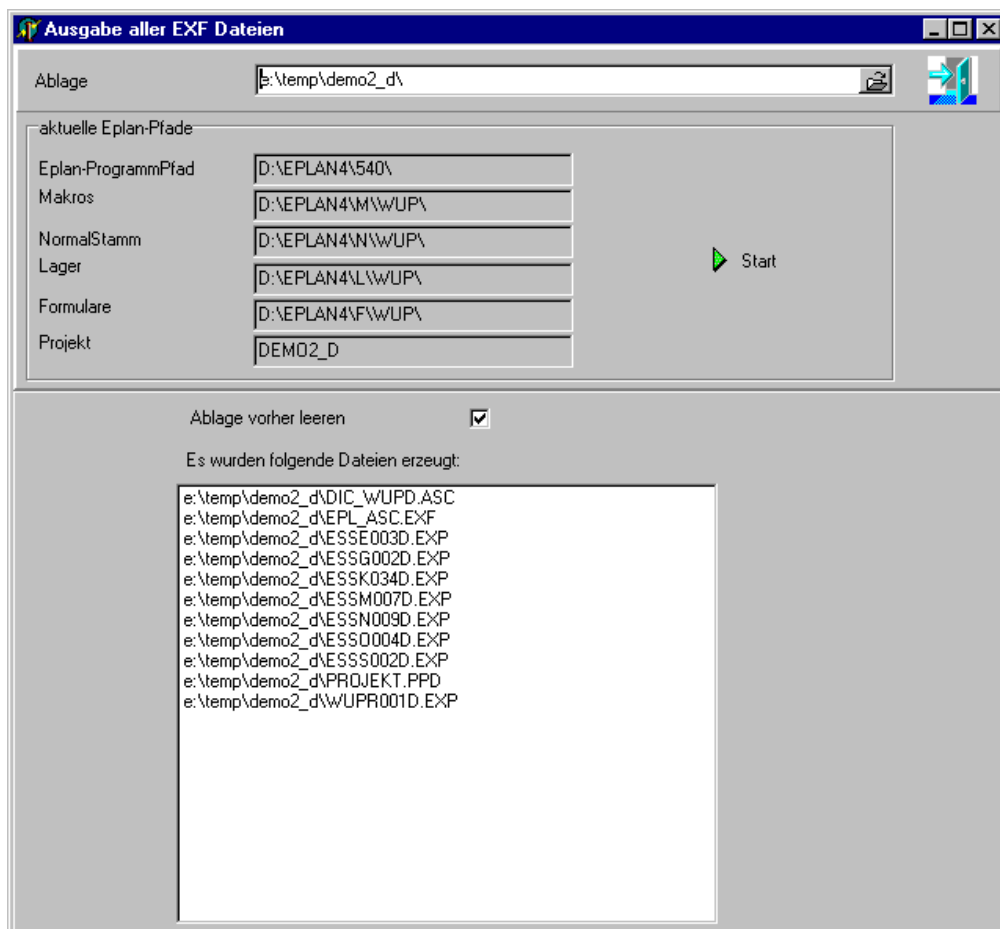 Ausgabe aller EXF Dateien
Ablage e:\temp\demo2_d\
aktuelle Eplan-Pfade
Eplan-ProgrammPfad D:\EPLAN4\540\
Makros D:\EPLAN4\M\WUP\
NormalStamm D:\EPLAN4\N\WUP\
Lager D:\EPLAN4\L\WUP\
Start
Formulare D:\EPLAN4\F\WUP\
Projekt DEMO2_D
Ablage vorher leeren
Es wurden folgende Dateien erzeugt:
e:\temp\demo2_d\DIC_WUPD.ASC
e:\temp\demo2_d\EPL_ASC.EXF
e:\temp\demo2_d\ESSE003D.EXP
e:\temp\demo2_d\ESSG002D.EXP
e:\temp\demo2_d\ESSK034D.EXP
e:\temp\demo2_d\ESSM007D.EXP
e:\temp\demo2_d\ESSN009D.EXP
e:\temp\demo2_d\ESSO004D.EXP
e:\temp\demo2_d\ESSS002D.EXP
e:\temp\demo2_d\PROJEKT.PPD
e:\temp\demo2_d\WUPR001D.EXP